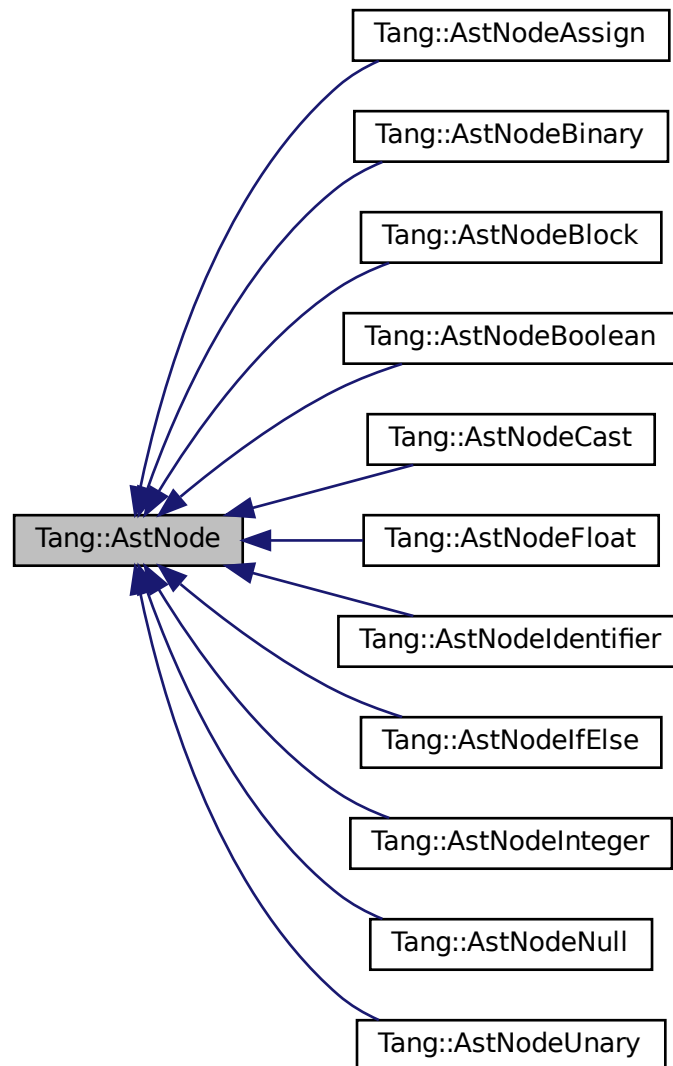 Tang::AstNodeAssign
Tang::AstNodeBinary
Tang::AstNodeBlock
Tang::AstNodeBoolean
Tang::AstNodeCast
Tang::AstNode
Tang::AstNodeFloat
Tang::AstNodeIdentifier
Tang::AstNodeIfElse
Tang::AstNodeInteger
Tang::AstNodeNull
Tang::AstNodeUnary